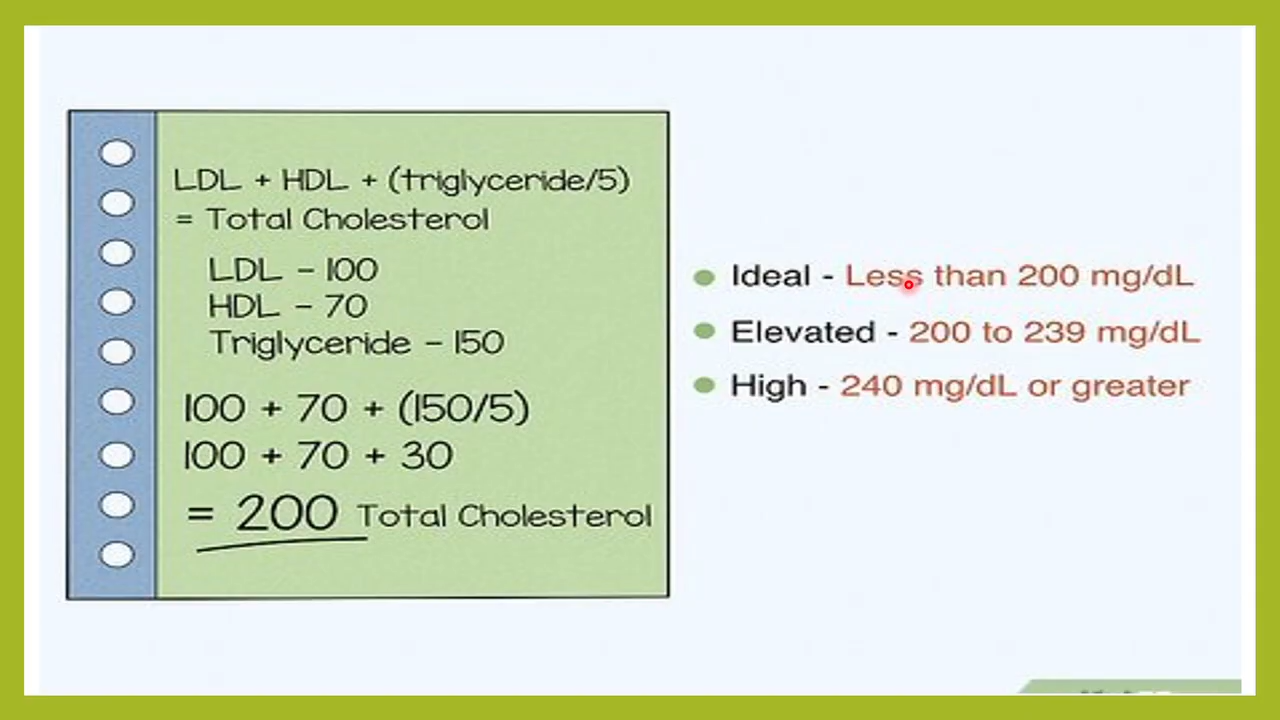 LDL + HDL + (triglyceride/5)
= Total Cholesterol
LDL - 100
HDL - 70
Triglyceride - 150
100 + 70 + (150/5)
100 + 70 + 30
= 200 Total Cholesterol
Ideal - Less than 200 mg/dL
Elevated - 200 to 239 mg/dL
High - 240 mg/dL or greater